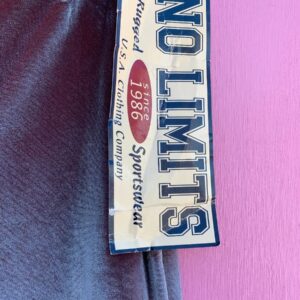 NO LIMITS
Rugged since 1986 Sportswear
U.S.A. Clothing Company